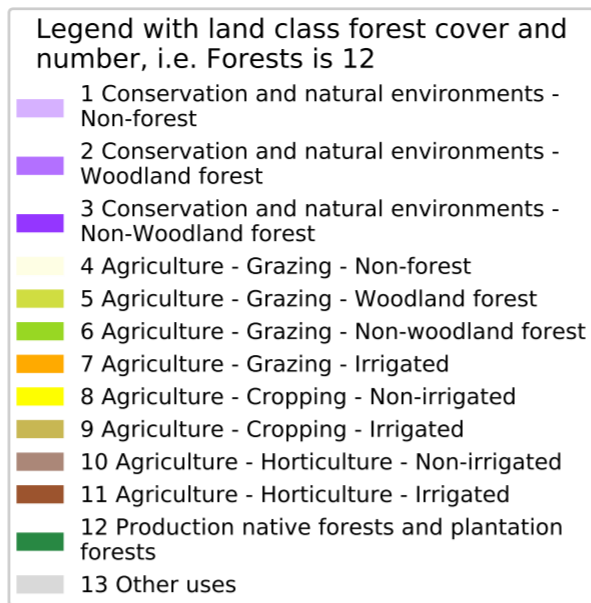 Legend with land class forest cover and
number, i.e. Forests is 12
1 Conservation and natural environments -
Non-forest
2 Conservation and natural environments -
Woodland forest
3 Conservation and natural environments -
Non-Woodland forest
4 Agriculture - Grazing - Non-forest
5 Agriculture - Grazing - Woodland forest
6 Agriculture - Grazing - Non-woodland forest
7 Agriculture - Grazing - Irrigated
8 Agriculture - Cropping - Non-irrigated
9 Agriculture - Cropping - Irrigated
10 Agriculture - Horticulture - Non-irrigated
11 Agriculture - Horticulture - Irrigated
12 Production native forests and plantation
forests
13 Other uses